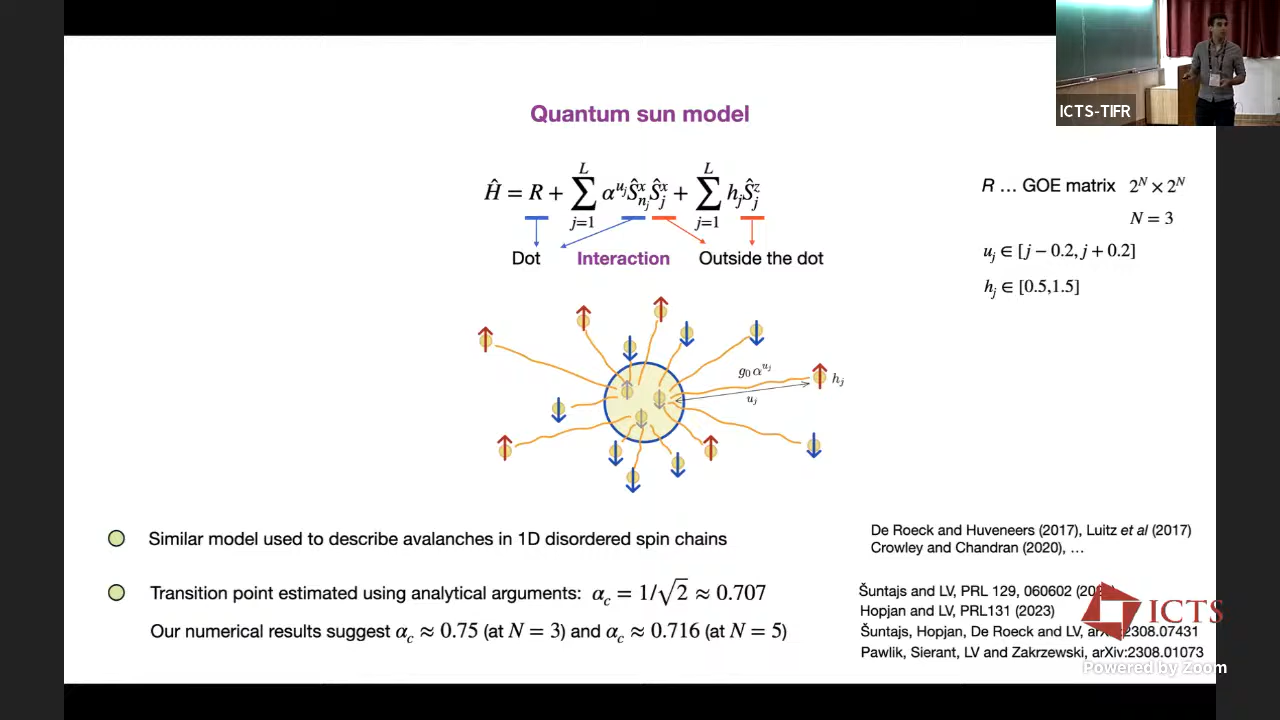 ICTS-TIFR
Quantum sun model
Ĥ = R + ∑_{j=1}^{L} α^{u_j} Ŝ^x_{n_j} Ŝ^x_j + ∑_{j=1}^{L} h_j Ŝ^z_j
R … GOE matrix 2^N × 2^N
N = 3
u_j ∈ [j − 0.2, j + 0.2]
h_j ∈ [0.5,1.5]
Dot Interaction Outside the dot
g_0 α^{u_j}
h_j
u_j
Similar model used to describe avalanches in 1D disordered spin chains
De Roeck and Huveneers (2017), Luitz et al (2017)
Crowley and Chandran (2020), …
Transition point estimated using analytical arguments: α_c = 1/√2 ≈ 0.707
Our numerical results suggest α_c ≈ 0.75 (at N = 3) and α_c ≈ 0.716 (at N = 5)
Šuntajs and LV, PRL 129, 060602
Hopjan and LV, PRL131 (2023)
Šuntajs, Hopjan, De Roeck and LV, 2308.07431
Pawlik, Sierant, LV and Zakrzewski, arXiv:2308.01073
ICTS
Powered by Zoom